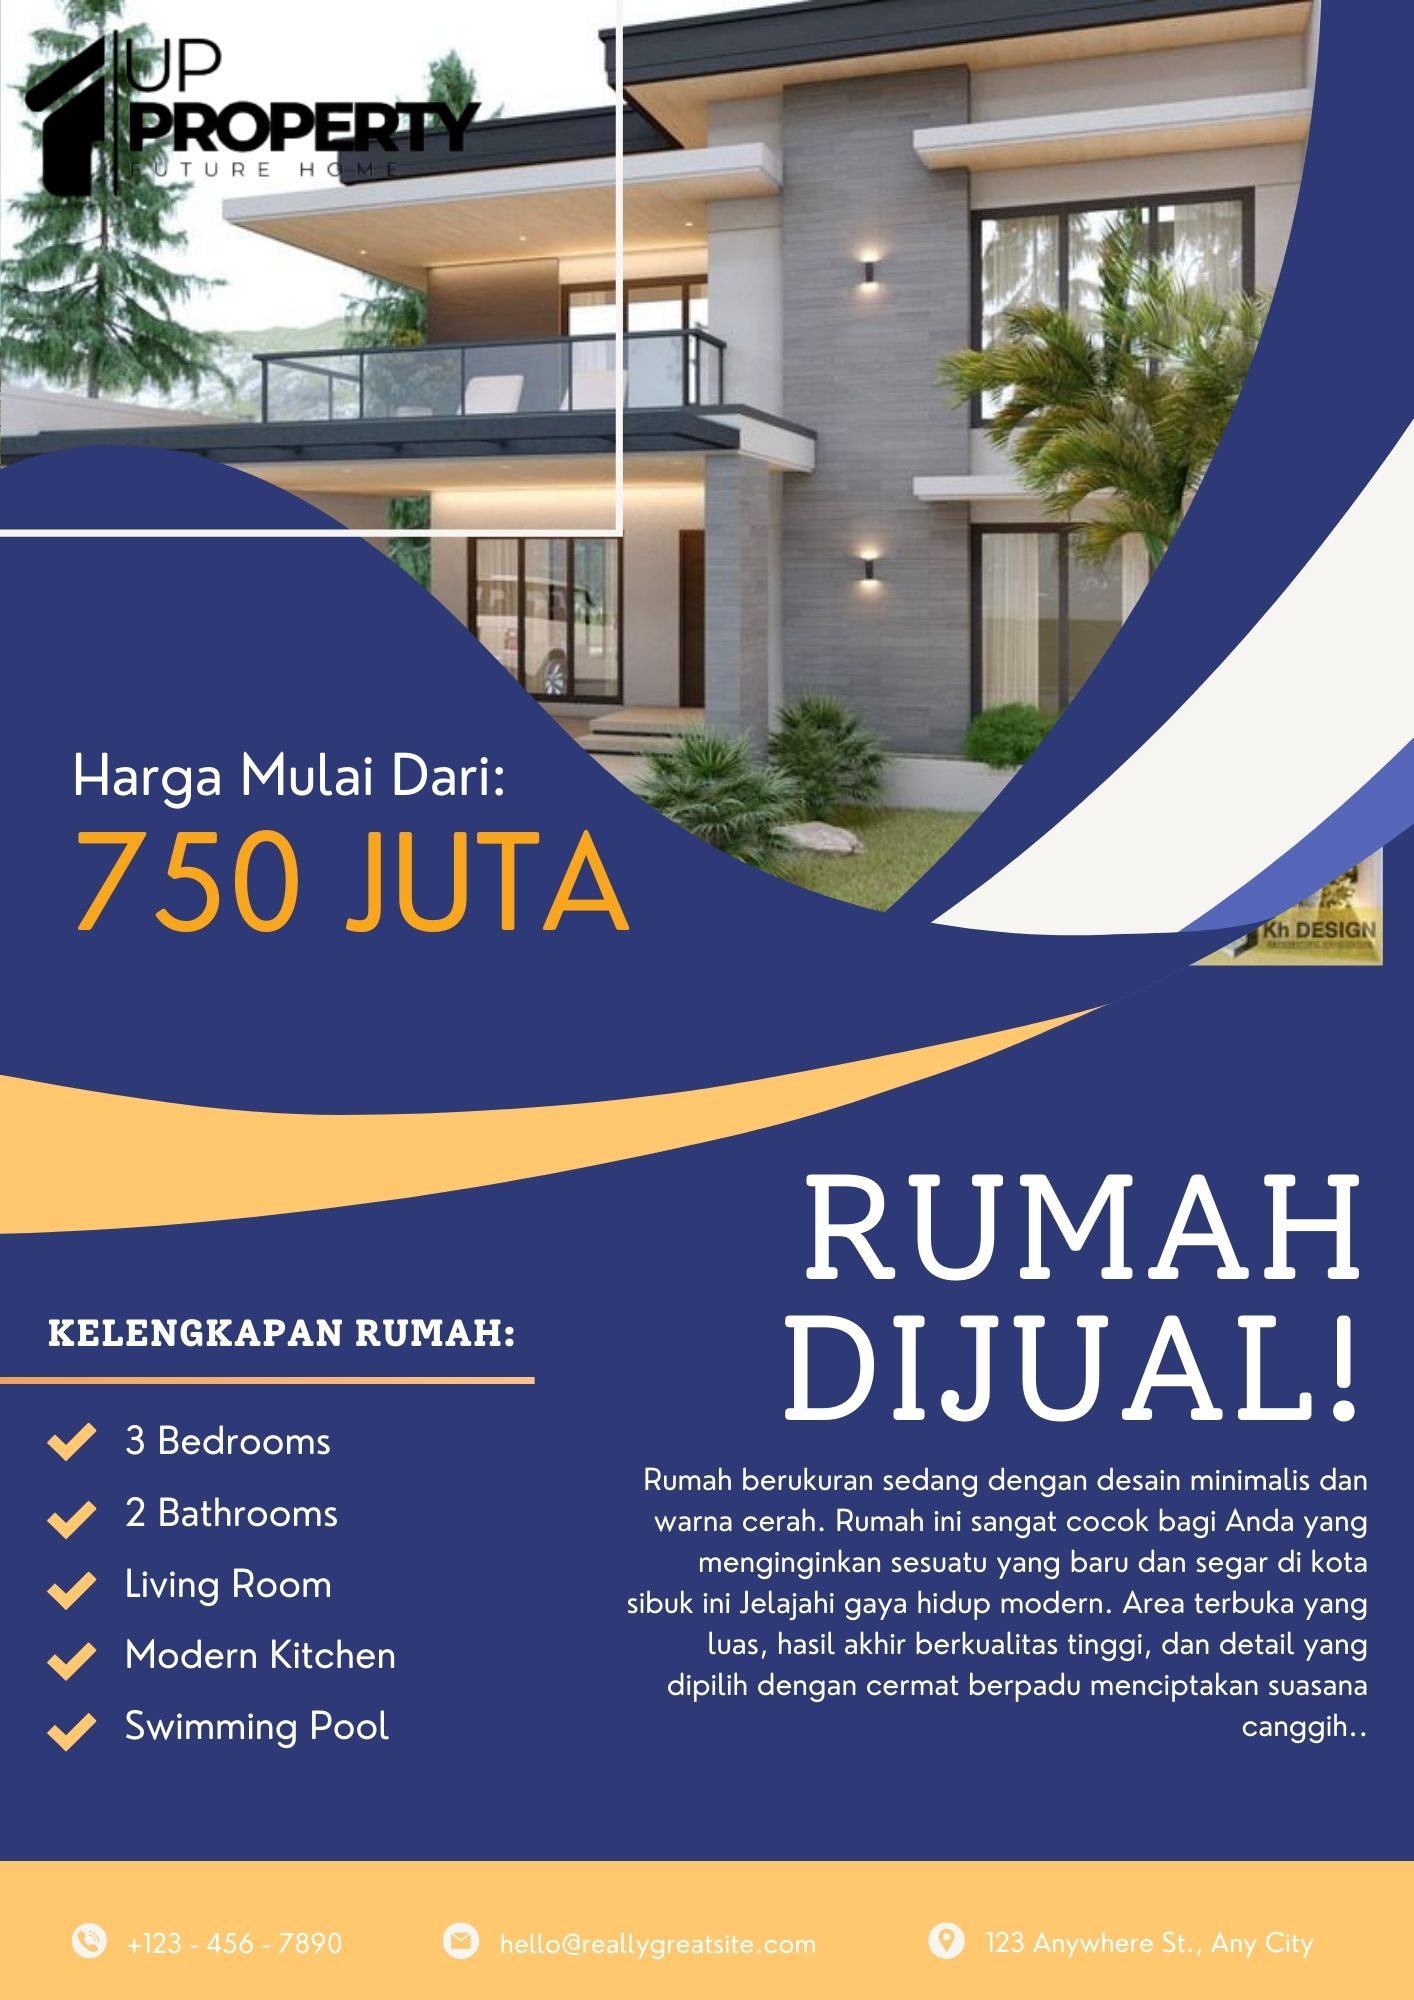 UP
PROPERTY
FUTURE HOME
Harga Mulai Dari:
750 JUTA
Kh DESIGN
RUMAH
DIJUAL!
KELENGKAPAN RUMAH:
3 Bedrooms
2 Bathrooms
Living Room
Modern Kitchen
Swimming Pool
Rumah berukuran sedang dengan desain minimalis dan
warna cerah. Rumah ini sangat cocok bagi Anda yang
menginginkan sesuatu yang baru dan segar di kota
sibuk ini Jelajahi gaya hidup modern. Area terbuka yang
luas, hasil akhir berkualitas tinggi, dan detail yang
dipilih dengan cermat berpadu menciptakan suasana
canggih..
+123 - 456 - 7890
hello@reallygreatsite.com
123 Anywhere St., Any City